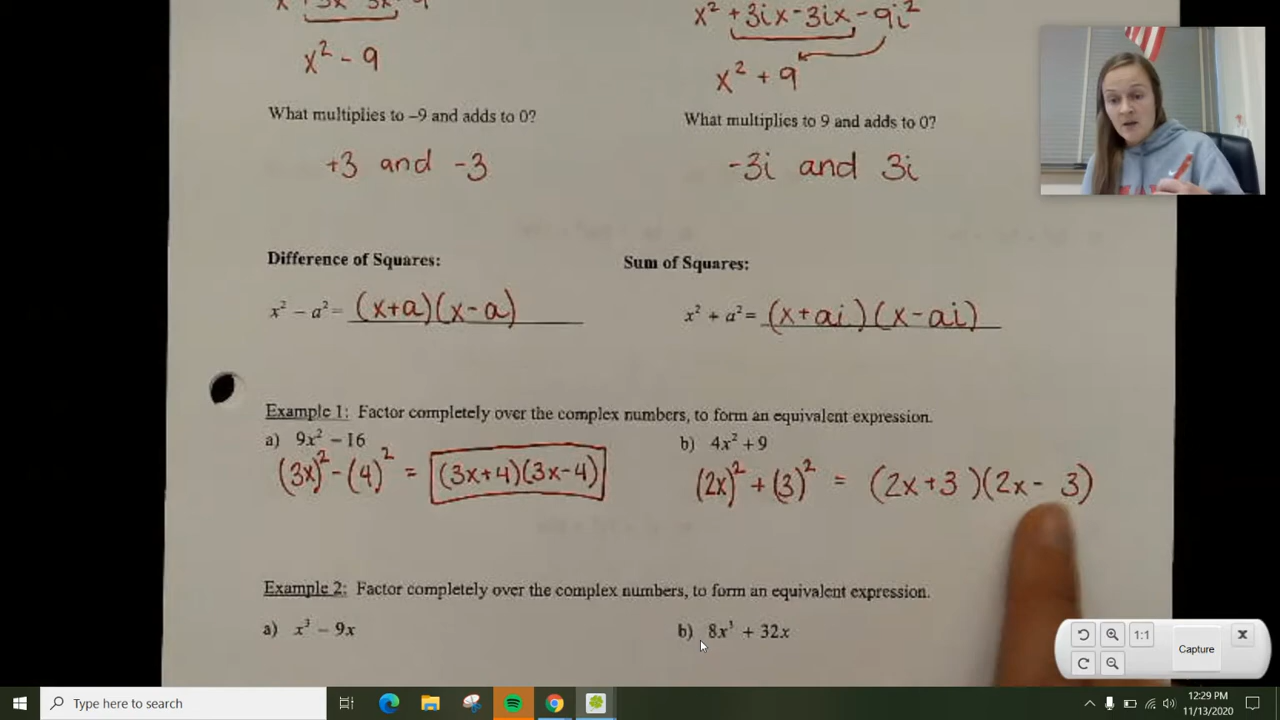 x² - 9
x² + 3ix - 3ix - 9i²
x² + 9
What multiplies to –9 and adds to 0?
+3 and -3
What multiplies to 9 and adds to 0?
-3i and 3i
Difference of Squares:
x² – a² = (x+a)(x-a)
Sum of Squares:
x² + a² = (x+ai)(x-ai)
Example 1: Factor completely over the complex numbers, to form an equivalent expression.
a) 9x² – 16
(3x)² - (4)² = (3x+4)(3x-4)
b) 4x² + 9
(2x)² + (3)² = (2x+3 )(2x- 3)
Example 2: Factor completely over the complex numbers, to form an equivalent expression.
a) x³ – 9x
b) 8x³ + 32x
1:1
Capture
Type here to search
12:29 PM
11/13/2020